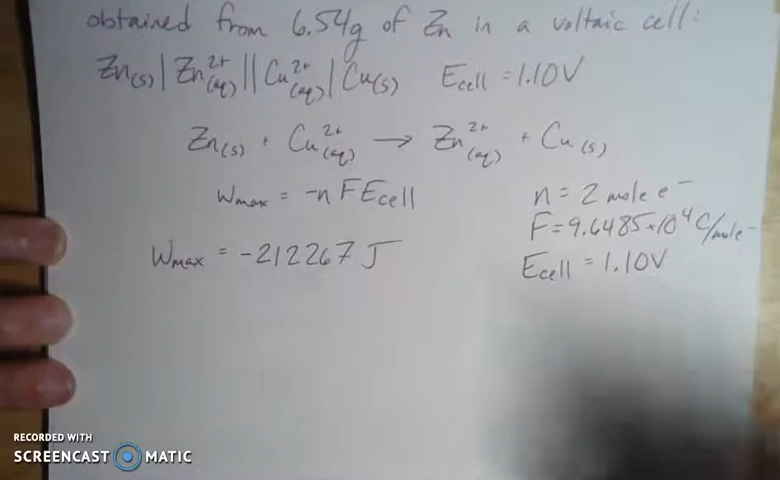 obtained from 6.54g of Zn in a voltaic cell:
Zn(s) | Zn²⁺(aq) || Cu²⁺(aq) | Cu(s) Ecell = 1.10V
Zn(s) + Cu²⁺(aq) → Zn²⁺(aq) + Cu(s)
Wmax = -nFEcell
n = 2 mole e⁻
F = 9.6485×10⁴ C/mole⁻
Wmax = -212267 J
Ecell = 1.10V
RECORDED WITH
SCREENCAST MATIC